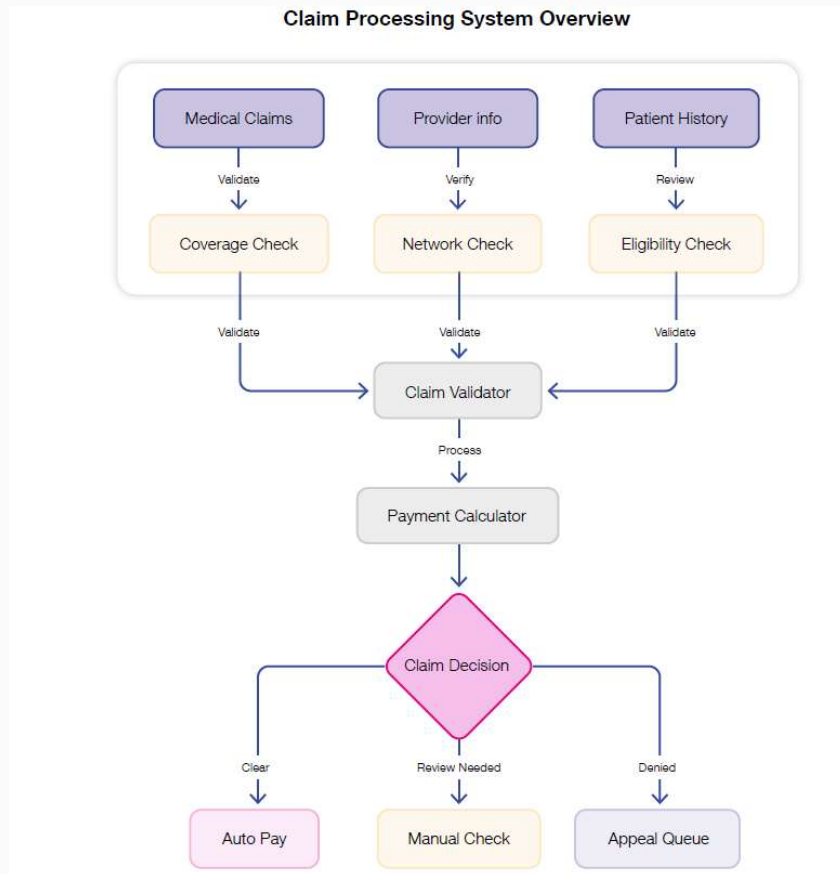 Claim Processing System Overview
Medical Claims
Provider info
Patient History
Validate
Verify
Review
Coverage Check
Network Check
Eligibility Check
Validate
Validate
Validate
Claim Validator
Process
Payment Calculator
Claim Decision
Clear
Review Needed
Denied
Auto Pay
Manual Check
Appeal Queue